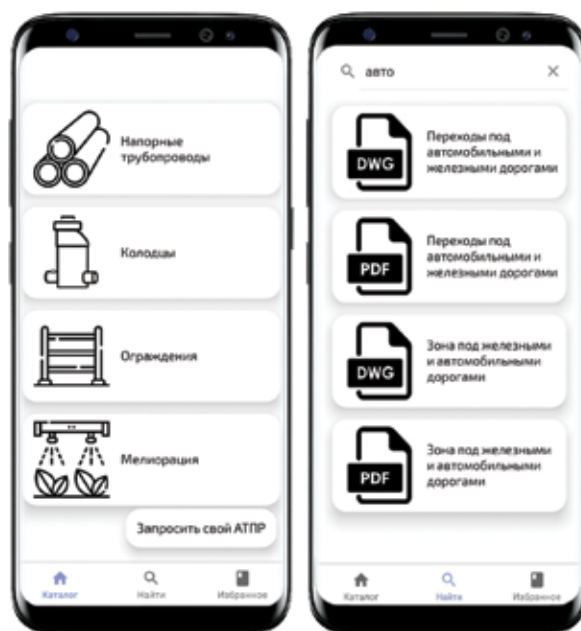 Напорные
трубопроводы
Колодцы
Ограждения
Мелиорация
Запросить свой АТПР
Каталог
Найти
Избранное
авто
DWG
Переходы под
автомобильными и
железными дорогами
PDF
Переходы под
автомобильными и
железными дорогами
DWG
Зона под железными
и автомобильными
дорогами
PDF
Зона под железными
и автомобильными
дорогами
Каталог
Найти
Избранное